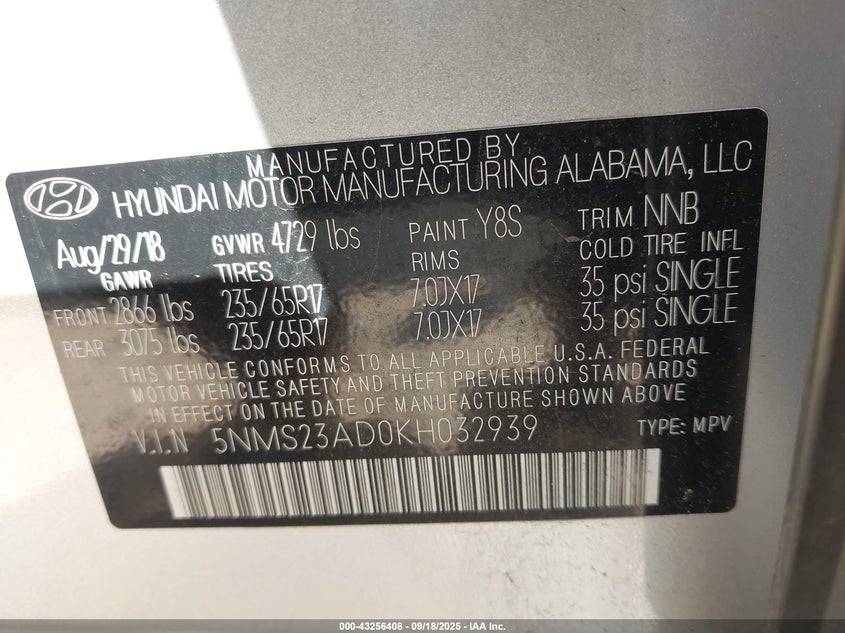 MANUFACTURED BY
HYUNDAI MOTOR MANUFACTURING ALABAMA, LLC
Aug/29/18 GVWR 4729 lbs PAINT Y8S TRIM NNB
GAWR TIRES RIMS COLD TIRE INFL
FRONT 2866 lbs 235/65R17 7.0JX17 35 psi SINGLE
REAR 3075 lbs 235/65R17 7.0JX17 35 psi SINGLE
THIS VEHICLE CONFORMS TO ALL APPLICABLE U.S.A. FEDERAL
MOTOR VEHICLE SAFETY AND THEFT PREVENTION STANDARDS
IN EFFECT ON THE DATE OF MANUFACTURE SHOWN ABOVE
V.I.N 5NMS23AD0KH032939 TYPE: MPV
000-43256408 - 09/18/2025 - IAA Inc.